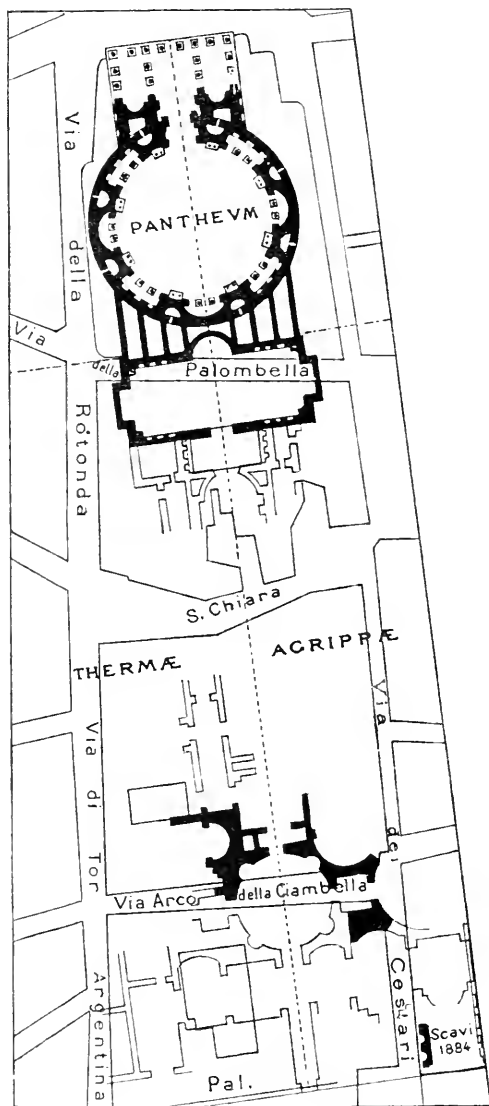 PANTHEVM
Via della Rotonda
Via della Palombella
S. Chiara
THERMÆ AGRIPPÆ
Via di Tor Argentina
Via dei Cestari
Via Arco della Ciambella
Scavi
1884
Pal.